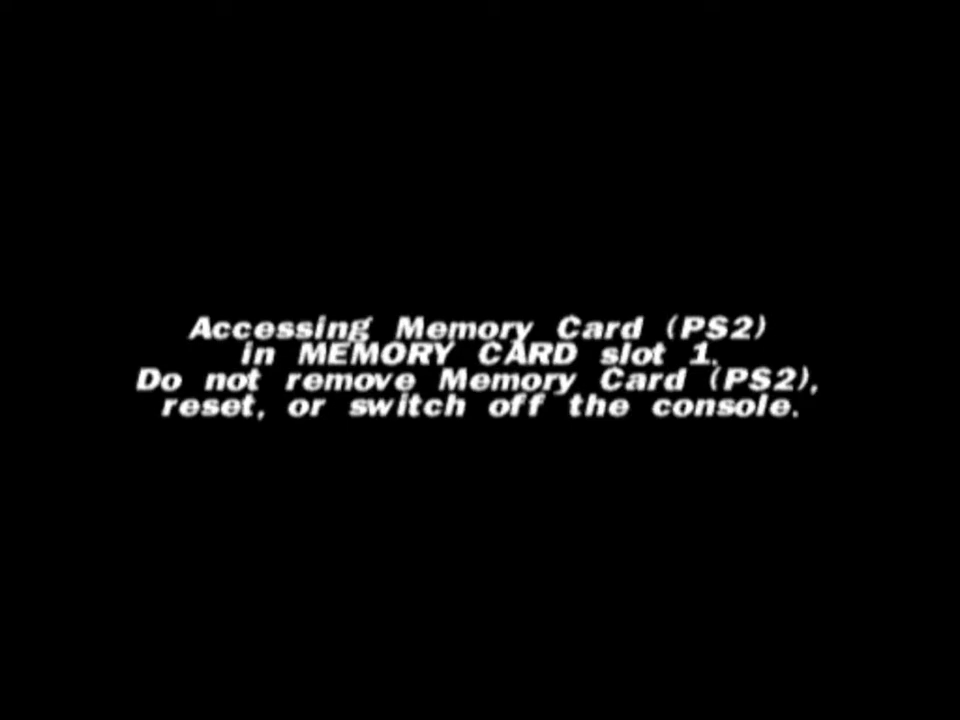 Accessing Memory Card (PS2)
in MEMORY CARD slot 1.
Do not remove Memory Card (PS2),
reset, or switch off the console.